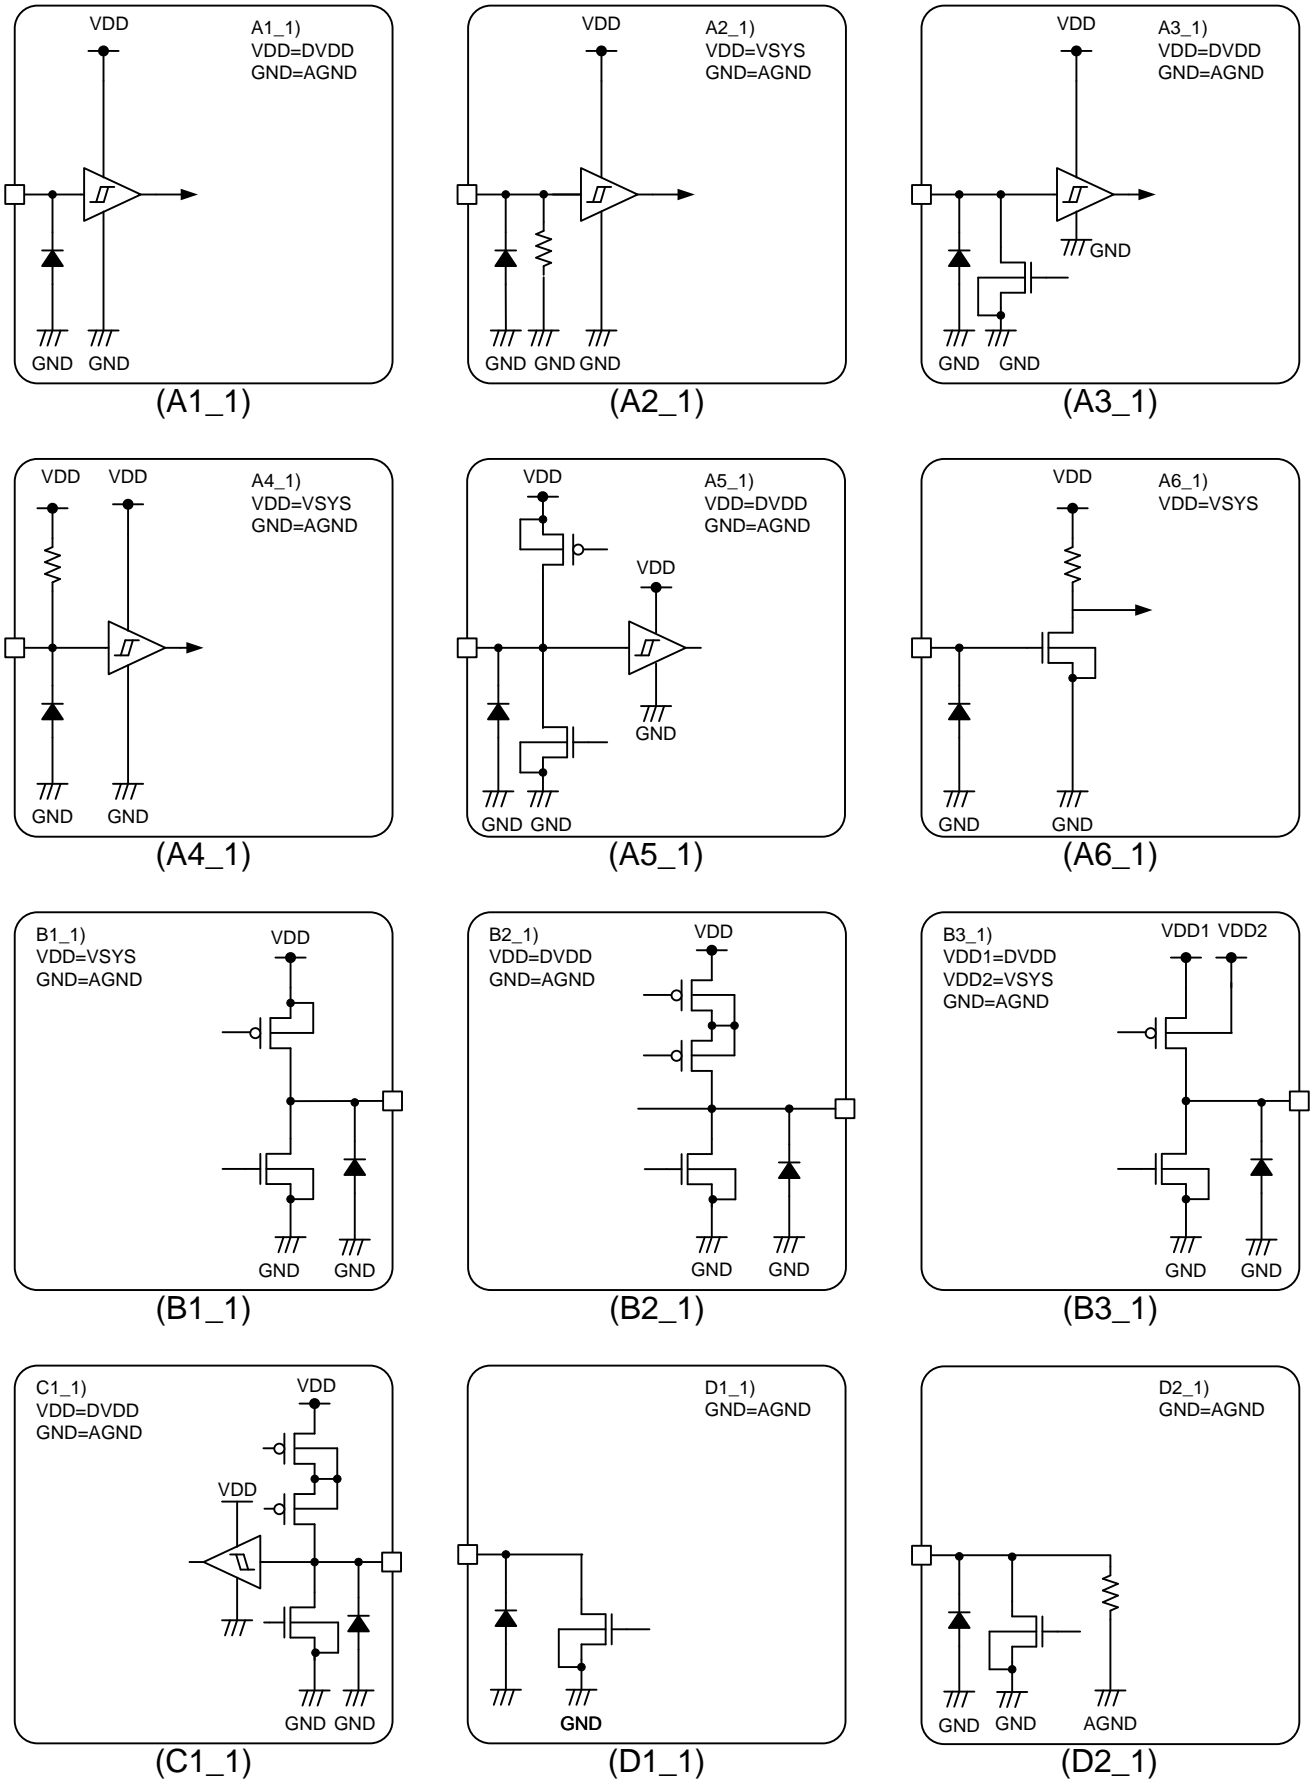 VDD
A1_1)
VDD=DVDD
GND=AGND
GND GND
(A1_1)
VDD
A2_1)
VDD=VSYS
GND=AGND
GND GND GND
(A2_1)
VDD
A3_1)
VDD=DVDD
GND=AGND
GND
GND GND
(A3_1)
VDD VDD
A4_1)
VDD=VSYS
GND=AGND
GND GND
(A4_1)
VDD
A5_1)
VDD=DVDD
GND=AGND
VDD
GND
GND GND
(A5_1)
VDD
A6_1)
VDD=VSYS
GND GND
(A6_1)
B1_1)
VDD=VSYS
GND=AGND
VDD
GND GND
(B1_1)
B2_1)
VDD=DVDD
GND=AGND
VDD
GND GND
(B2_1)
B3_1)
VDD1=DVDD
VDD2=VSYS
GND=AGND
VDD1 VDD2
GND GND
(B3_1)
C1_1)
VDD=DVDD
GND=AGND
VDD
VDD
GND GND
(C1_1)
D1_1)
GND=AGND
GND
(D1_1)
D2_1)
GND=AGND
GND GND AGND
(D2_1)